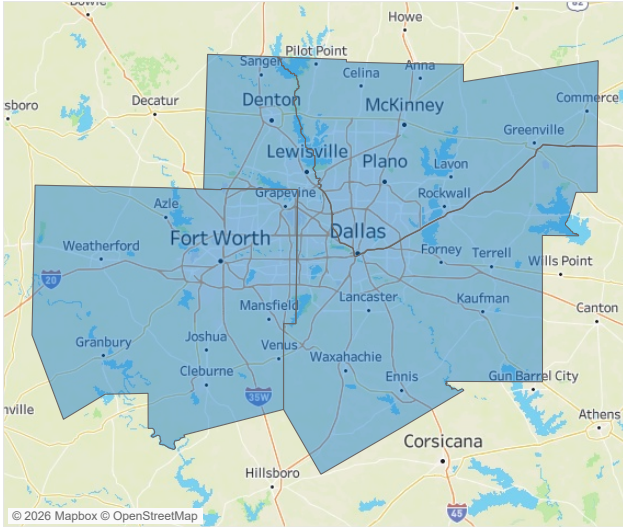 Bowie
Howe
82
Pilot Point
Sanger
Anna
Celina
sboro
Decatur
Denton
McKinney
Commerce
Greenville
Lewisville
Plano
Lavon
Grapevine
Rockwall
Azle
Fort Worth
Dallas
Weatherford
Forney
Terrell
Wills Point
20
Mansfield
Lancaster
Kaufman
Canton
Granbury
Joshua
Venus
Waxahachie
Cleburne
Ennis
Gun Barrel City
35W
nville
Athens
Corsicana
Hillsboro
45
© 2026 Mapbox © OpenStreetMap